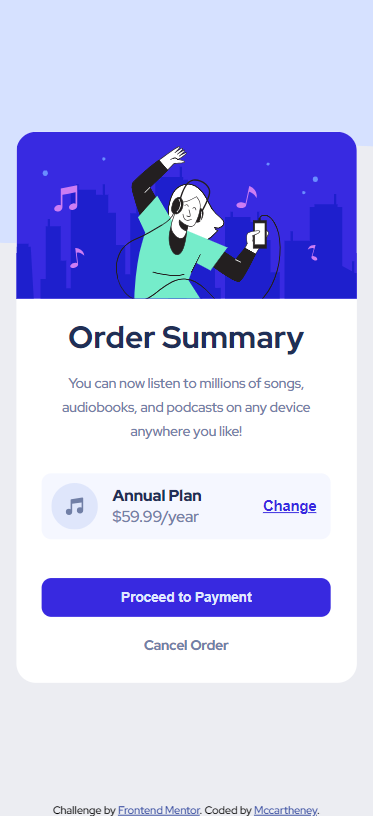 Order Summary
You can now listen to millions of songs,
audiobooks, and podcasts on any device
anywhere you like!
Annual Plan
$59.99/year
Change
Proceed to Payment
Cancel Order
Challenge by Frontend Mentor. Coded by Mccartheney.